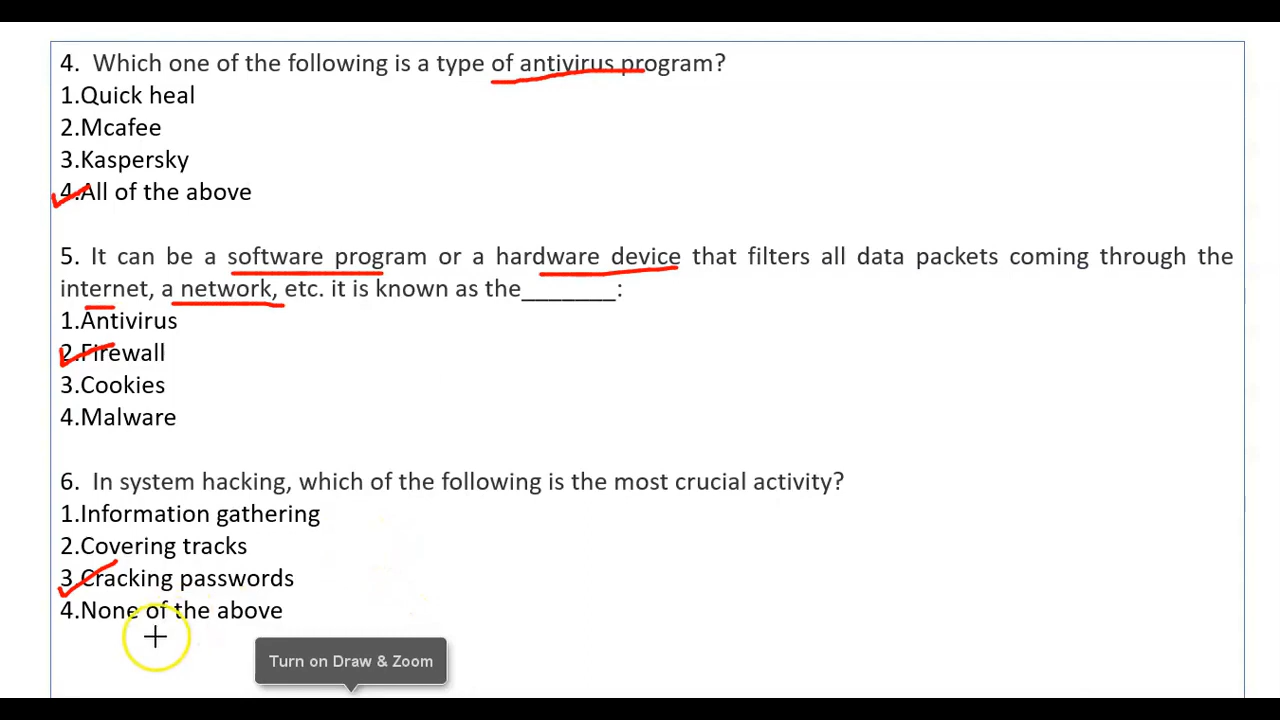 4. Which one of the following is a type of antivirus program?
1.Quick heal
2.Mcafee
3.Kaspersky
4.All of the above
5. It can be a software program or a hardware device that filters all data packets coming through the
internet, a network, etc. it is known as the_______:
1.Antivirus
2.Firewall
3.Cookies
4.Malware
6. In system hacking, which of the following is the most crucial activity?
1.Information gathering
2.Covering tracks
3.Cracking passwords
4.None of the above
Turn on Draw & Zoom